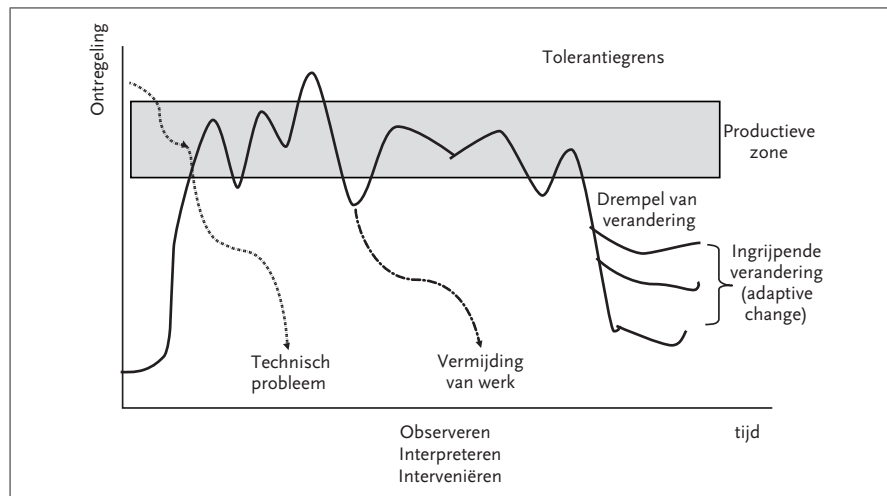 Ontregeling
Tolerantiegrens
Productieve
zone
Drempel van
verandering
Ingrijpende
verandering
(adaptive
change)
Technisch
probleem
Vermijding
van werk
Observeren
Interpreteren
Interveniëren
tijd